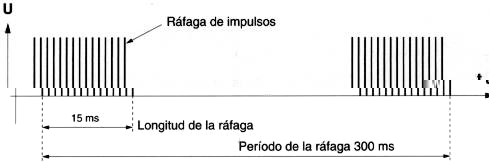 U
Ráfaga de impulsos
15 ms
Longitud de la ráfaga
Período de la ráfaga 300 ms